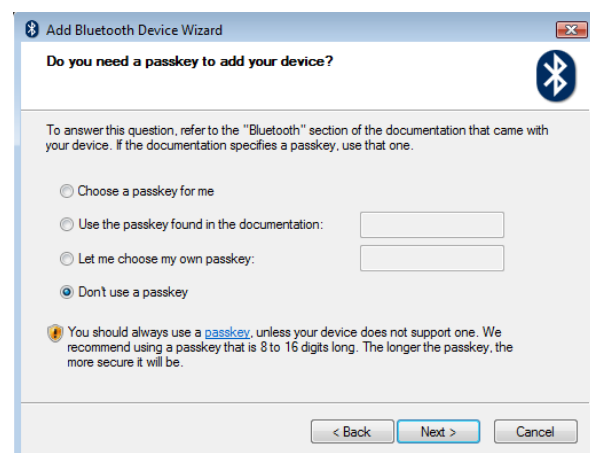 Add Bluetooth Device Wizard
Do you need a passkey to add your device?
To answer this question, refer to the "Bluetooth" section of the documentation that came with
your device. If the documentation specifies a passkey, use that one.
Choose a passkey for me
Use the passkey found in the documentation:
Let me choose my own passkey:
Don't use a passkey
You should always use a passkey, unless your device does not support one. We
recommend using a passkey that is 8 to 16 digits long. The longer the passkey, the
more secure it will be.
< Back Next > Cancel